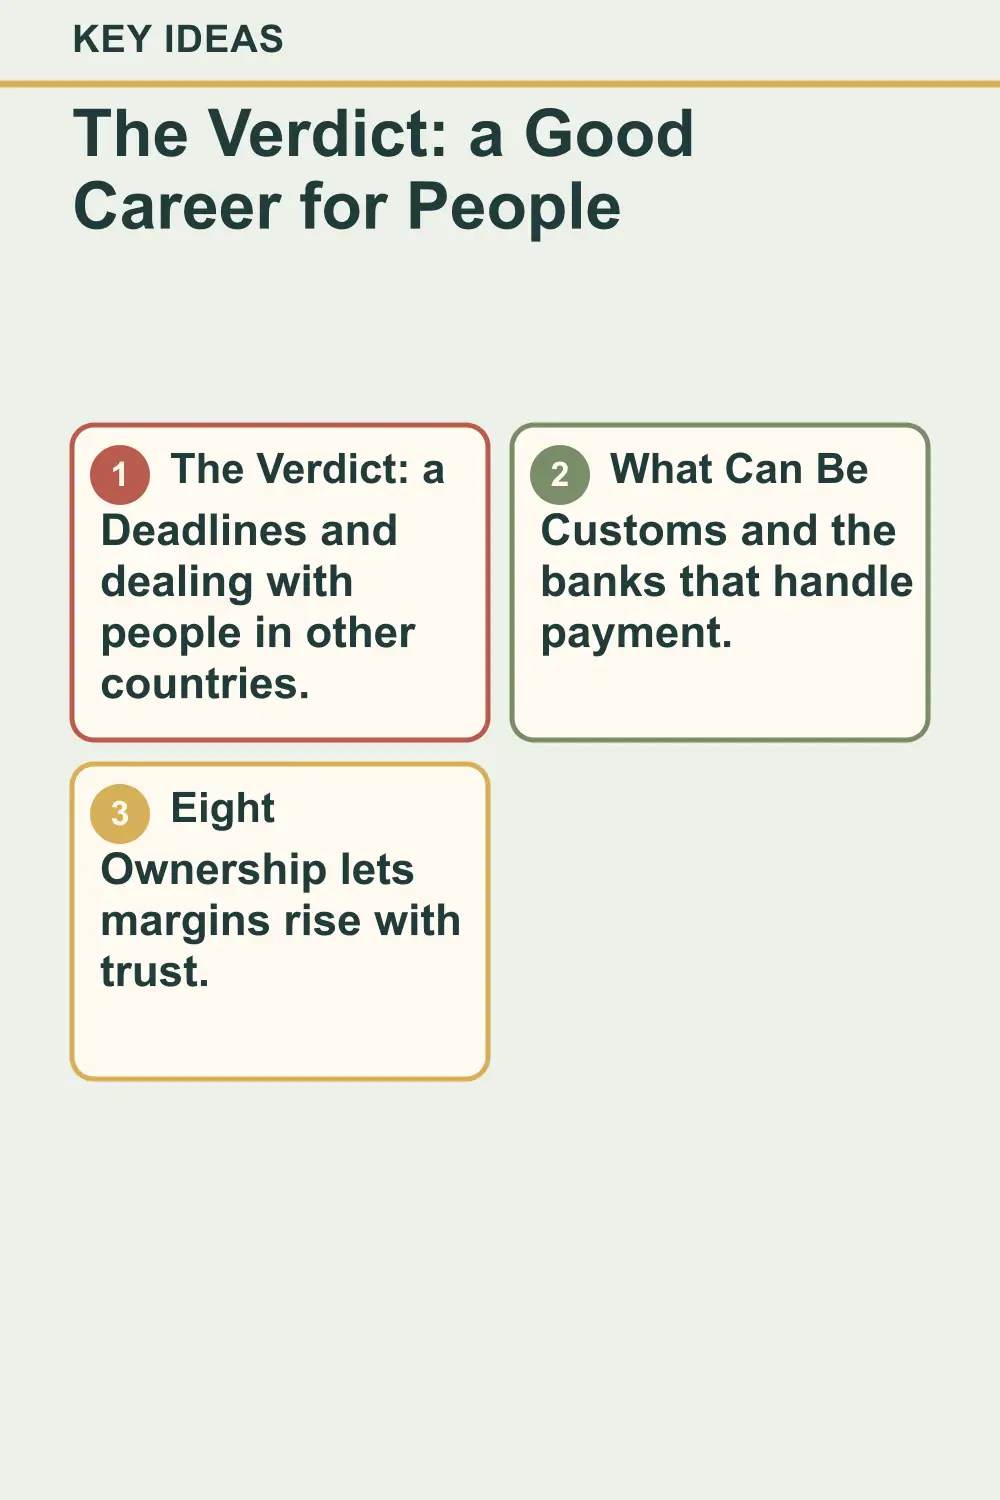 KEY IDEAS
The Verdict: a Good
Career for People
1 The Verdict: a
Deadlines and
dealing with
people in other
countries.
2 What Can Be
Customs and the
banks that handle
payment.
3 Eight
Ownership lets
margins rise with
trust.